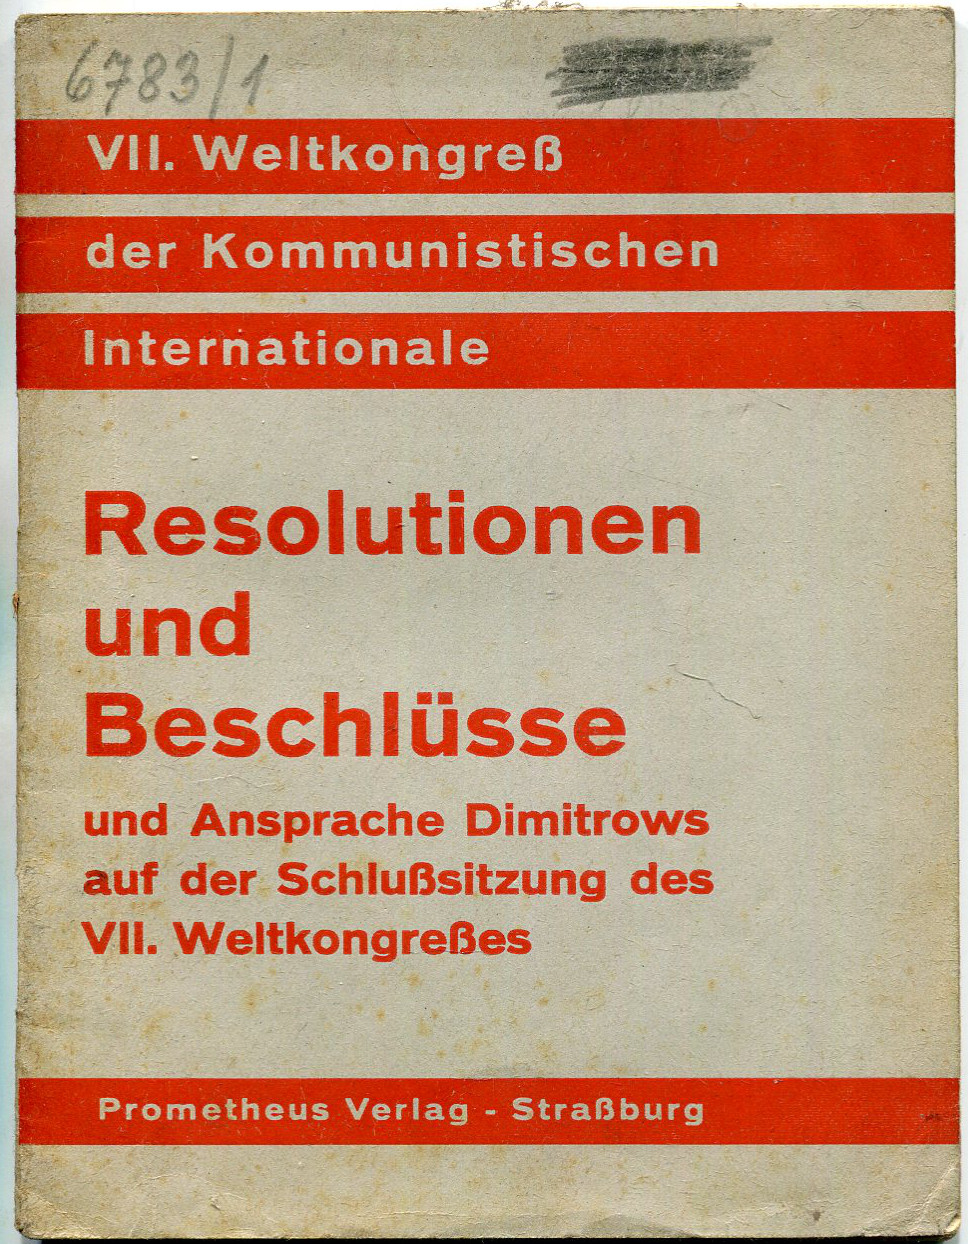 6783/1
VII. Weltkongreß
der Kommunistischen
Internationale
Resolutionen
und
Beschlüsse
und Ansprache Dimitrows
auf der Schlußsitzung des
VII. Weltkongreßes
Prometheus Verlag - Straßburg